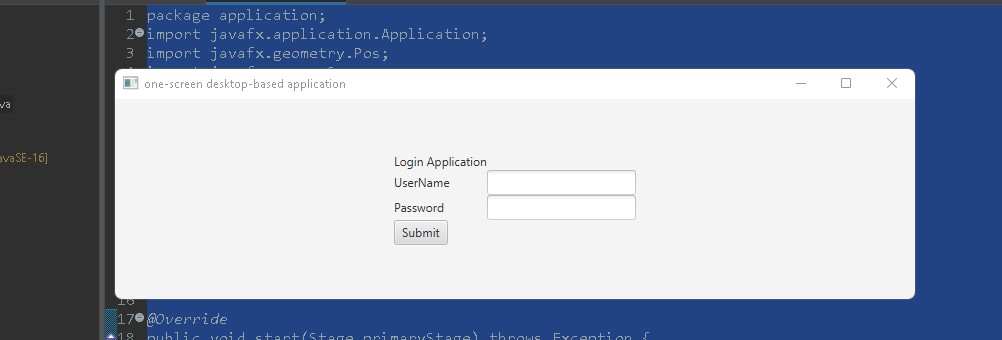 1 package application;
2 import javafx.application.Application;
3 import javafx.geometry.Pos;
one-screen desktop-based application
va
avaSE-16]
Login Application
UserName
Password
Submit
16
17 @Override
18 public void start(Stage primaryStage) throws Exception {